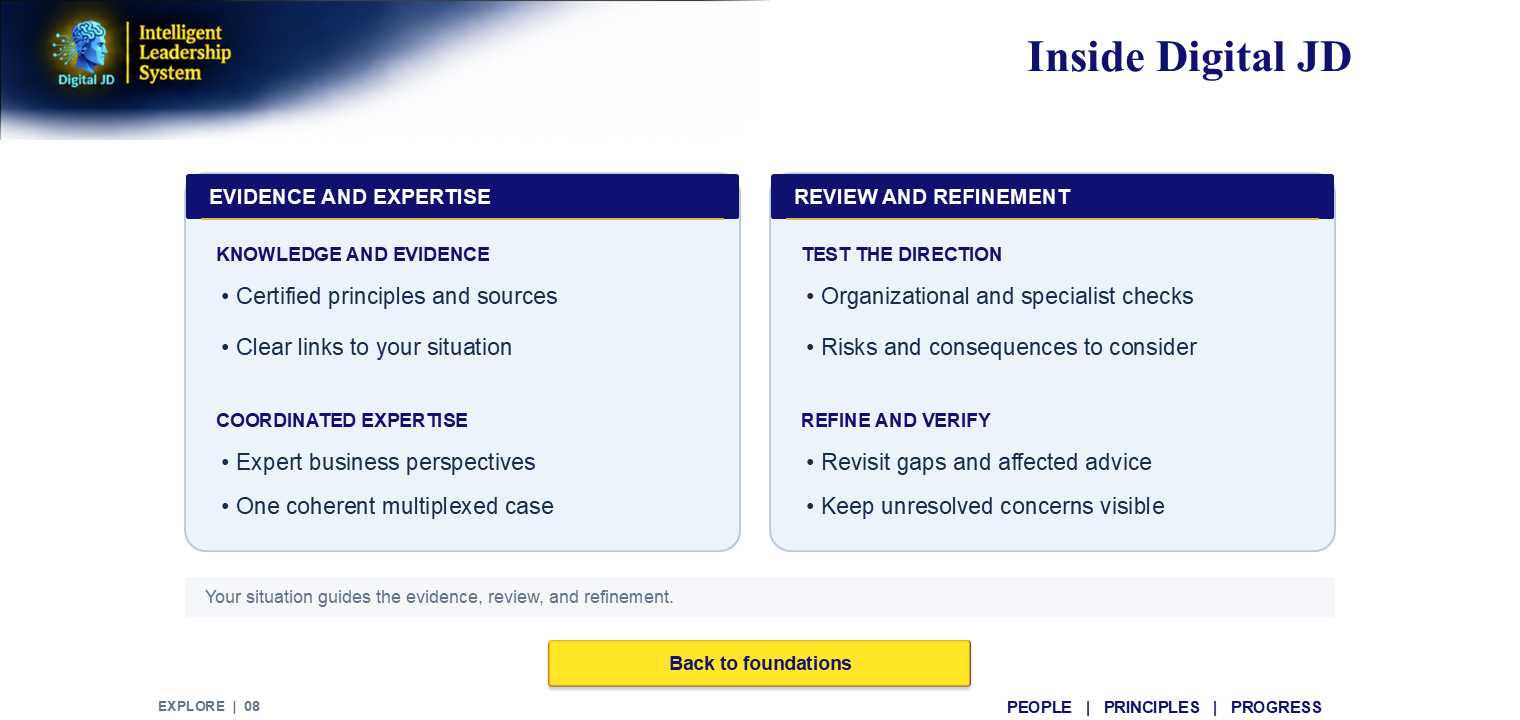 Digital JD
Intelligent
Leadership
System
Inside Digital JD
EVIDENCE AND EXPERTISE
KNOWLEDGE AND EVIDENCE
• Certified principles and sources
• Clear links to your situation
COORDINATED EXPERTISE
• Expert business perspectives
• One coherent multiplexed case
REVIEW AND REFINEMENT
TEST THE DIRECTION
• Organizational and specialist checks
• Risks and consequences to consider
REFINE AND VERIFY
• Revisit gaps and affected advice
• Keep unresolved concerns visible
Your situation guides the evidence, review, and refinement.
Back to foundations
EXPLORE | 08
PEOPLE | PRINCIPLES | PROGRESS